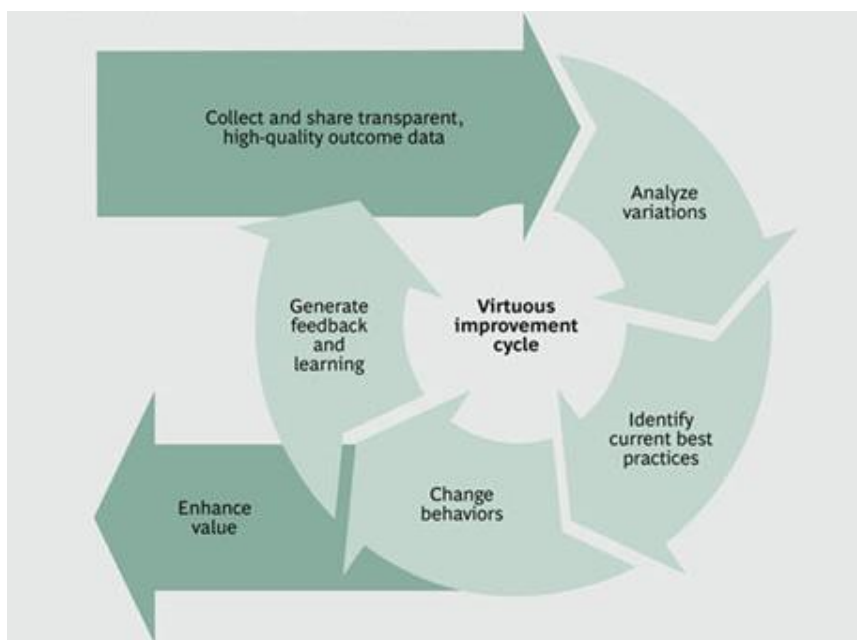 Collect and share transparent,
high-quality outcome data
Analyze
variations
Virtuous
improvement
cycle
Generate
feedback
and
learning
Identify
current best
practices
Change
behaviors
Enhance
value